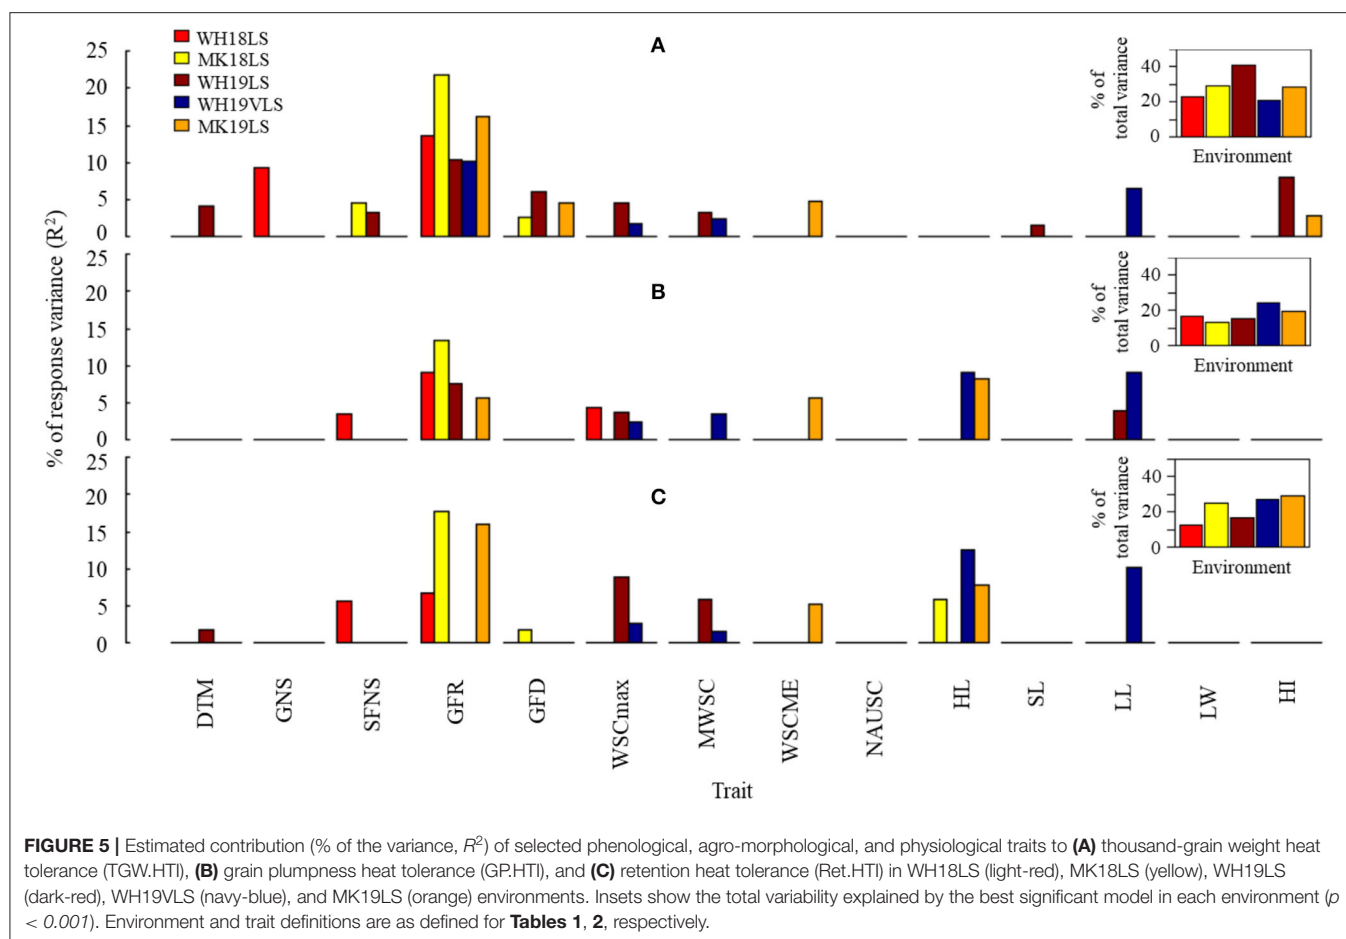 WH18LS
MK18LS
WH19LS
WH19VLS
MK19LS
A
25
20
15
10
5
0
% of
total variance
40
20
0
Environment
% of response variance (R²)
B
25
20
15
10
5
0
% of
total variance
40
20
0
Environment
C
25
20
15
10
5
0
% of
total variance
40
20
0
Environment
DTM
GNS
SFNS
GFR
GFD
WSCmax
MWSC
WSCME
NAUSC
HL
SL
LL
LW
HI
Trait
FIGURE 5 | Estimated contribution (% of the variance, R²) of selected phenological, agro-morphological, and physiological traits to (A) thousand-grain weight heat
tolerance (TGW.HTI), (B) grain plumpness heat tolerance (GP.HTI), and (C) retention heat tolerance (Ret.HTI) in WH18LS (light-red), MK18LS (yellow), WH19LS
(dark-red), WH19VLS (navy-blue), and MK19LS (orange) environments. Insets show the total variability explained by the best significant model in each environment (p
< 0.001). Environment and trait definitions are as defined for Tables 1, 2, respectively.